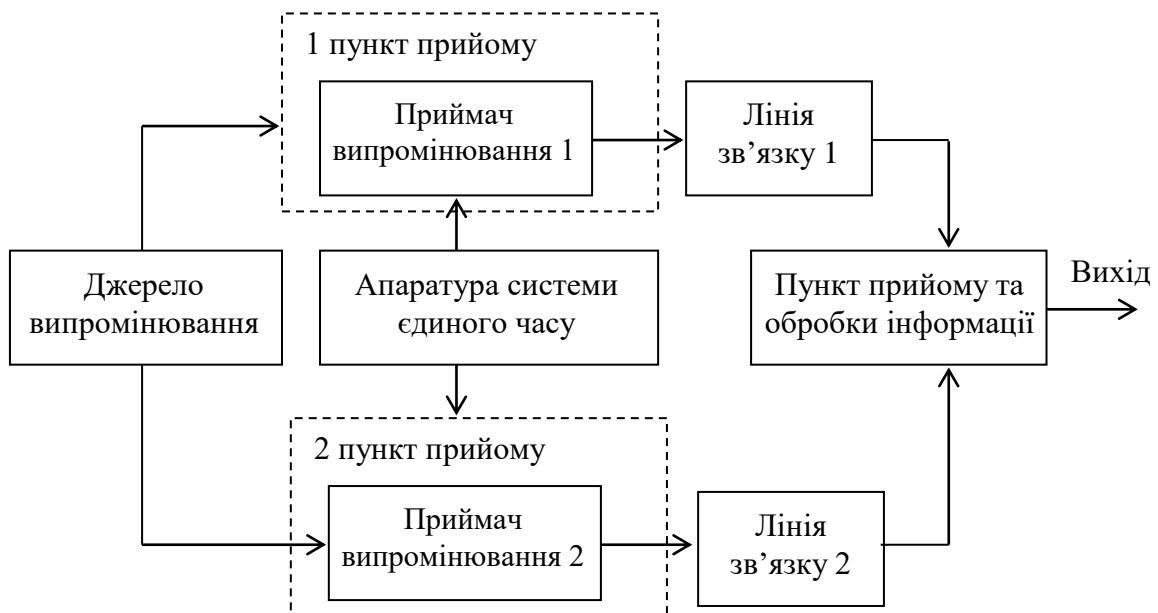 1 пункт прийому
Приймач
випромінювання 1
Лінія
зв’язку 1
Джерело
випромінювання
Апаратура системи
єдиного часу
Пункт прийому та
обробки інформації
Вихід
2 пункт прийому
Приймач
випромінювання 2
Лінія
зв’язку 2